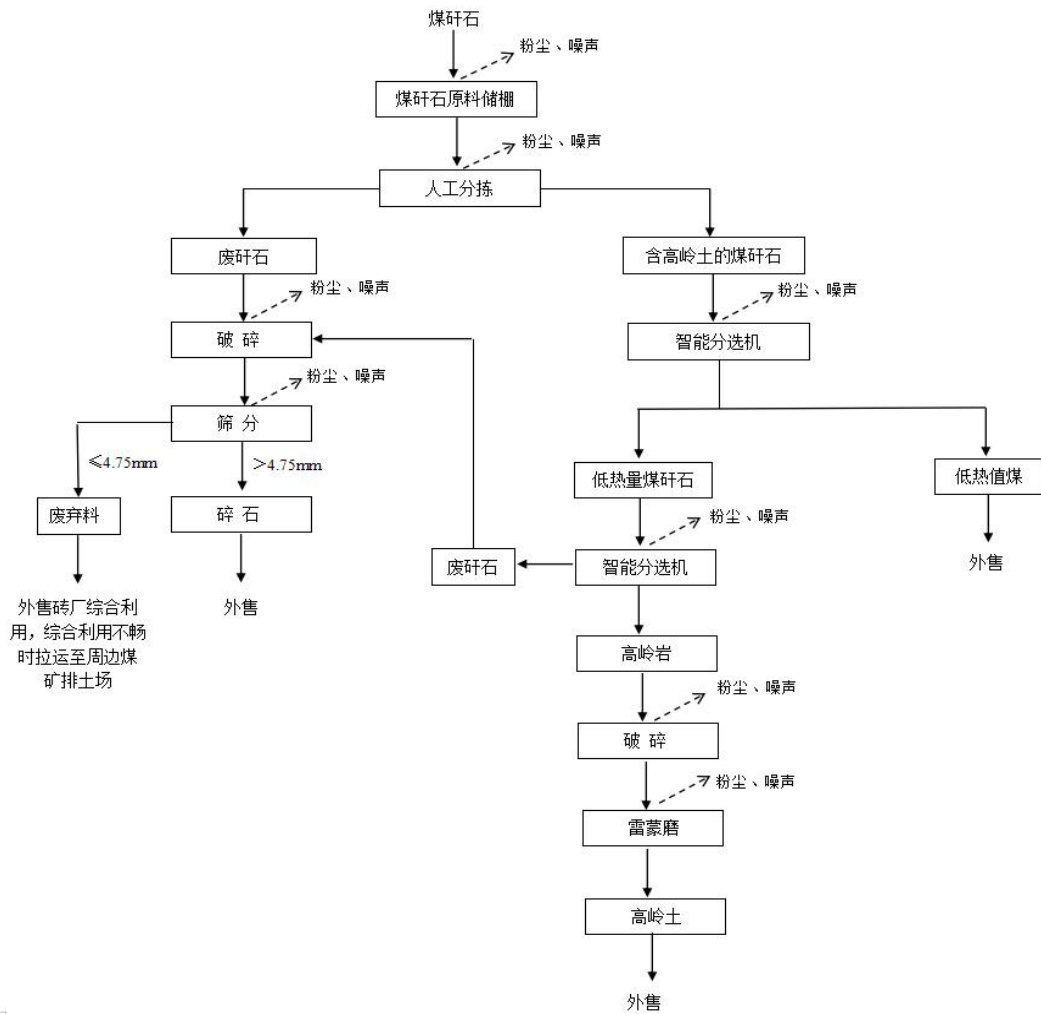 煤矸石
粉尘、噪声
煤矸石原料储棚
粉尘、噪声
人工分拣
废矸石
含高岭土的煤矸石
粉尘、噪声
粉尘、噪声
破 碎
智能分选机
粉尘、噪声
筛 分
≤4.75mm
>4.75mm
低热量煤矸石
低热值煤
废弃料
碎 石
粉尘、噪声
废矸石
智能分选机
外售
外售砖厂综合利
用，综合利用不畅
时拉运至周边煤
矿排土场
外售
高岭岩
粉尘、噪声
破 碎
粉尘、噪声
雷蒙磨
高岭土
外售